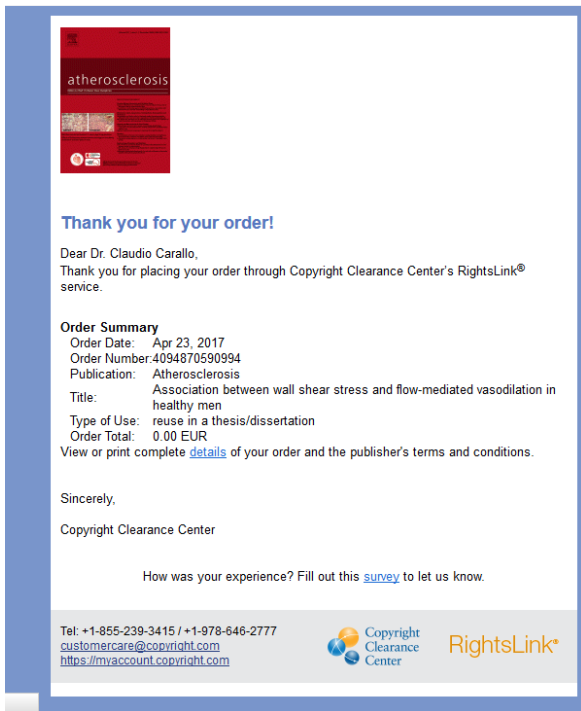 atherosclerosis
Thank you for your order!
Dear Dr. Claudio Carallo,
Thank you for placing your order through Copyright Clearance Center's RightsLink®
service.
Order Summary
Order Date: Apr 23, 2017
Order Number:4094870590994
Publication: Atherosclerosis
Title: Association between wall shear stress and flow-mediated vasodilation in
healthy men
Type of Use: reuse in a thesis/dissertation
Order Total: 0.00 EUR
View or print complete details of your order and the publisher's terms and conditions.
Sincerely,
Copyright Clearance Center
How was your experience? Fill out this survey to let us know.
Tel: +1-855-239-3415 / +1-978-646-2777
customercare@copyright.com
https://myaccount.copyright.com
Copyright
Clearance
Center
RightsLink®